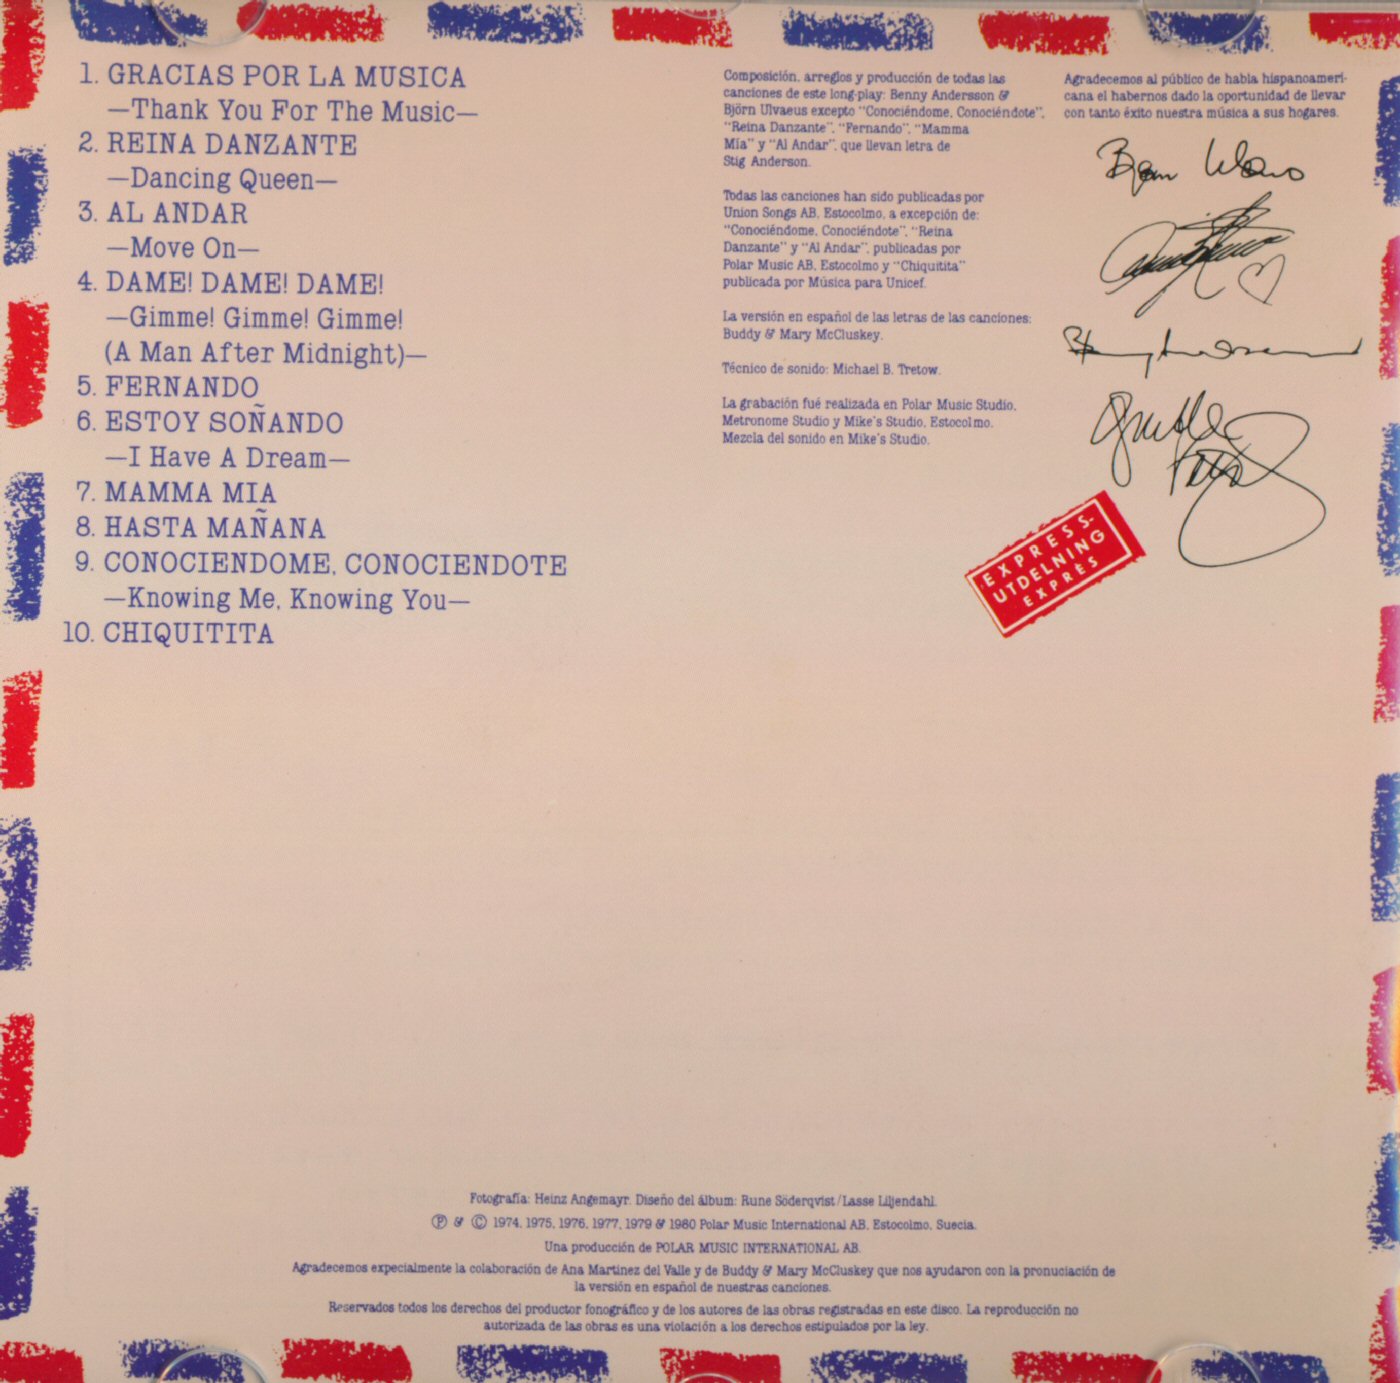 1. GRACIAS POR LA MUSICA
—Thank You For The Music—
2. REINA DANZANTE
—Dancing Queen—
3. AL ANDAR
—Move On—
4. DAME! DAME! DAME!
—Gimme! Gimme! Gimme!
(A Man After Midnight)—
5. FERNANDO
6. ESTOY SOÑANDO
—I Have A Dream—
7. MAMMA MIA
8. HASTA MAÑANA
9. CONOCIENDOME, CONOCIENDOTE
—Knowing Me, Knowing You—
10. CHIQUITITA
Composición, arreglos y producción de todas las
canciones de este long-play: Benny Andersson &
Björn Ulvaeus excepto "Conociéndome, Conociéndote",
"Reina Danzante", "Fernando", "Mamma
Mia" y "Al Andar", que llevan letra de
Stig Anderson.
Todas las canciones han sido publicadas por
Union Songs AB, Estocolmo, a excepción de:
"Conociéndome, Conociéndote", "Reina
Danzante" y "Al Andar", publicadas por
Polar Music AB, Estocolmo y "Chiquitita"
publicada por Música para Unicef.
La versión en español de las letras de las canciones:
Buddy & Mary McCluskey.
Técnico de sonido: Michael B. Tretow.
La grabación fué realizada en Polar Music Studio,
Metronome Studio y Mike's Studio, Estocolmo.
Mezcla del sonido en Mike's Studio.
Agradecemos al público de habla hispanoameri-
cana el habernos dado la oportunidad de llevar
con tanto éxito nuestra música a sus hogares.
EXPRESS-
UTDELNING
EXPRES
Fotografía: Heinz Angemayr. Diseño del álbum: Rune Söderqvist/Lasse Liljendahl.
Ⓟ & © 1974, 1975, 1976, 1977, 1979 & 1980 Polar Music International AB, Estocolmo, Suecia.
Una producción de POLAR MUSIC INTERNATIONAL AB.
Agradecemos expecialmente la colaboración de Ana Martinez del Valle y de Buddy & Mary McCluskey que nos ayudaron con la pronuciación de
la versión en español de nuestras canciones.
Reservados todos los derechos del productor fonográfico y de los autores de las obras registradas en este disco. La reproducción no
autorizada de las obras es una violación a los derechos estipulados por la ley.